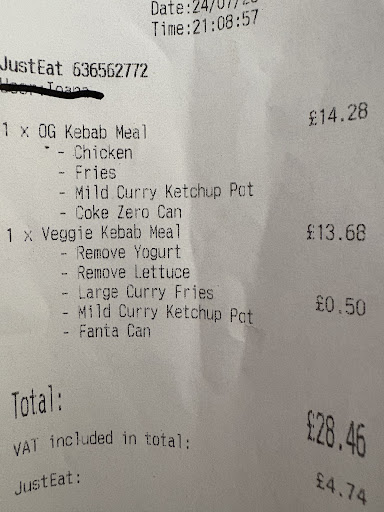 Date:24/07/
Time:21:08:57
JustEat 636562772
1 x OG Kebab Meal £14.28
- Chicken
- Fries
- Mild Curry Ketchup Pot
- Coke Zero Can
1 x Veggie Kebab Meal £13.68
- Remove Yogurt
- Remove Lettuce
- Large Curry Fries £0.50
- Mild Curry Ketchup Pot
- Fanta Can
Total: £28.46
VAT included in total: £4.74
JustEat: